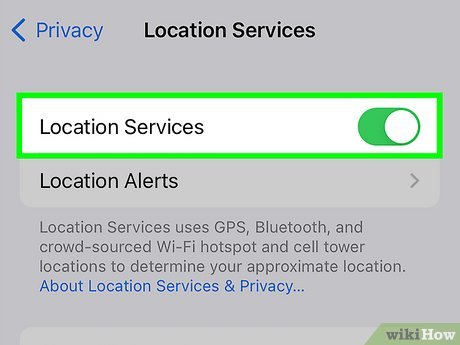 Privacy
Location Services
Location Services
Location Alerts
Location Services uses GPS, Bluetooth, and
crowd-sourced Wi-Fi hotspot and cell tower
locations to determine your approximate location.
About Location Services & Privacy...
wikiHow